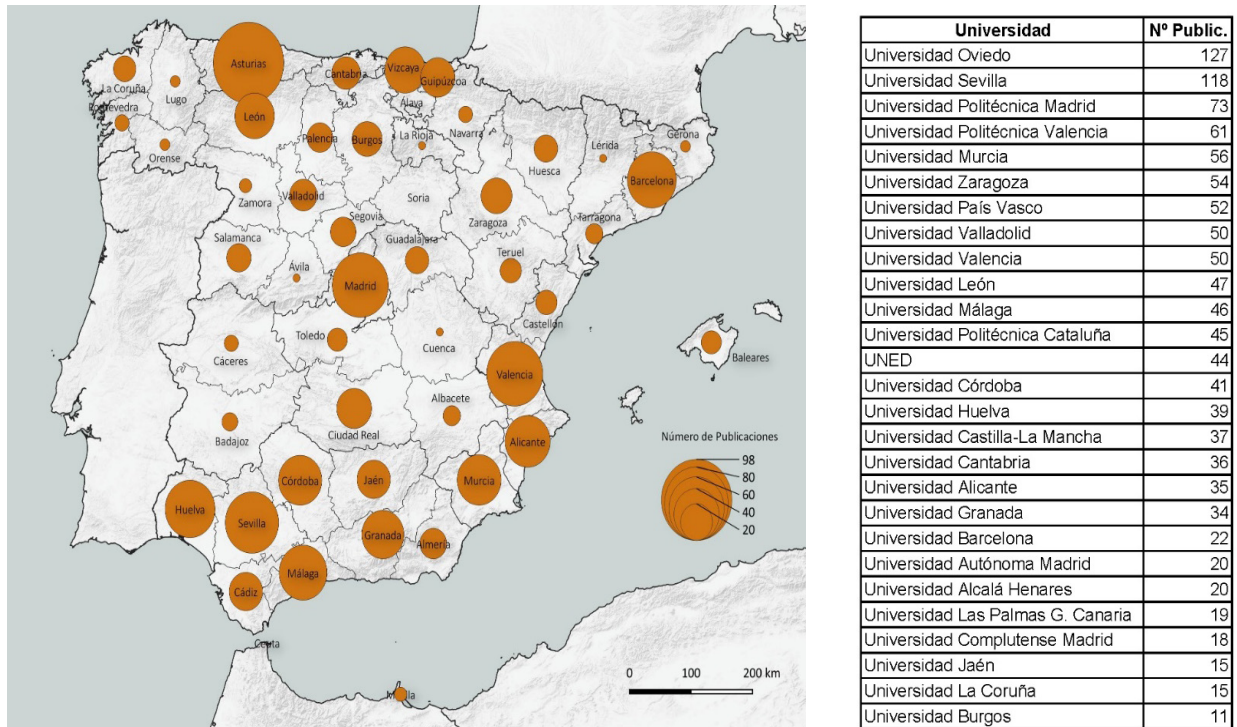 Asturias
Cantabria
Vizcaya
Guipúzcoa
La Coruña
Lugo
Pontevedra
León
Álava
Orense
Palencia
Burgos
La Rioja
Navarra
Huesca
Lérida
Gerona
Barcelona
Zamora
Valladolid
Soria
Zaragoza
Tarragona
Segovia
Salamanca
Guadalajara
Teruel
Ávila
Madrid
Castellón
Toledo
Cuenca
Cáceres
Baleares
Valencia
Albacete
Badajoz
Ciudad Real
Alicante
Córdoba
Jaén
Murcia
Huelva
Sevilla
Granada
Almería
Málaga
Cádiz
Ceuta
Melilla
Número de Publicaciones
98
80
60
40
20
0 100 200 km
Universidad Nº Public.
Universidad Oviedo 127
Universidad Sevilla 118
Universidad Politécnica Madrid 73
Universidad Politécnica Valencia 61
Universidad Murcia 56
Universidad Zaragoza 54
Universidad País Vasco 52
Universidad Valladolid 50
Universidad Valencia 50
Universidad León 47
Universidad Málaga 46
Universidad Politécnica Cataluña 45
UNED 44
Universidad Córdoba 41
Universidad Huelva 39
Universidad Castilla-La Mancha 37
Universidad Cantabria 36
Universidad Alicante 35
Universidad Granada 34
Universidad Barcelona 22
Universidad Autónoma Madrid 20
Universidad Alcalá Henares 20
Universidad Las Palmas G. Canaria 19
Universidad Complutense Madrid 18
Universidad Jaén 15
Universidad La Coruña 15
Universidad Burgos 11